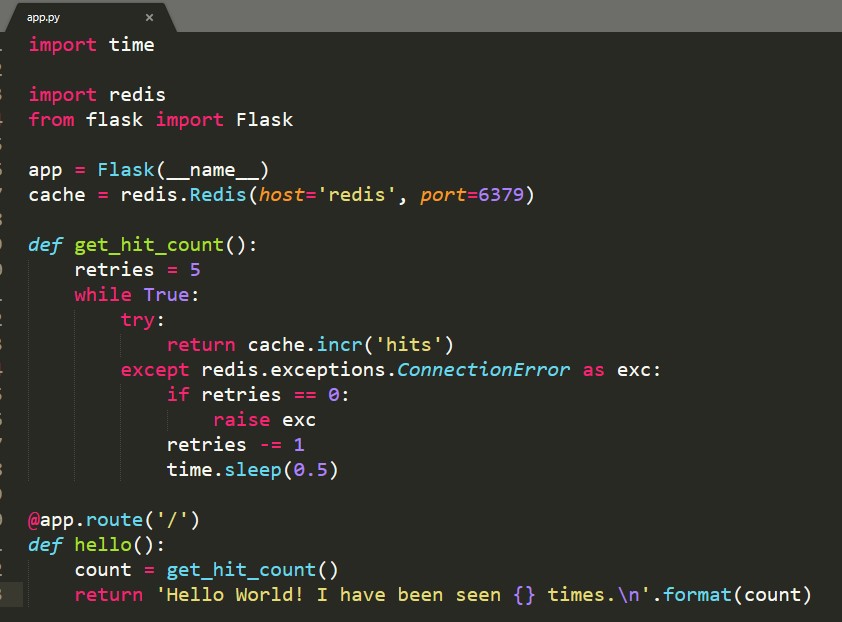 app.py ×
import time
import redis
from flask import Flask
app = Flask(__name__)
cache = redis.Redis(host='redis', port=6379)
def get_hit_count():
    retries = 5
    while True:
        try:
            return cache.incr('hits')
        except redis.exceptions.ConnectionError as exc:
            if retries == 0:
                raise exc
            retries -= 1
            time.sleep(0.5)
@app.route('/')
def hello():
    count = get_hit_count()
    return 'Hello World! I have been seen {} times.\n'.format(count)